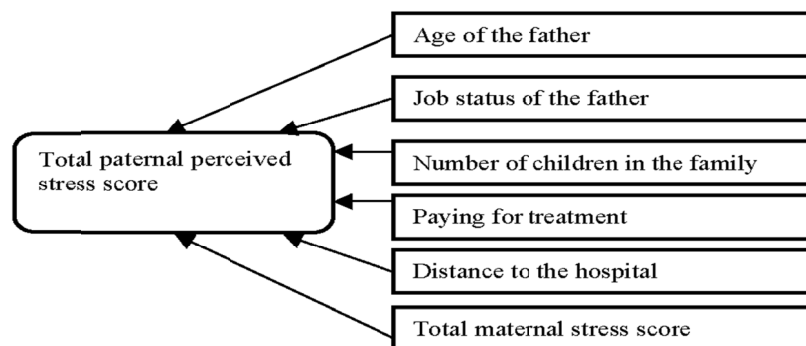 Age of the father
Job status of the father
Total paternal perceived
stress score
Number of children in the family
Paying for treatment
Distance to the hospital
Total maternal stress score